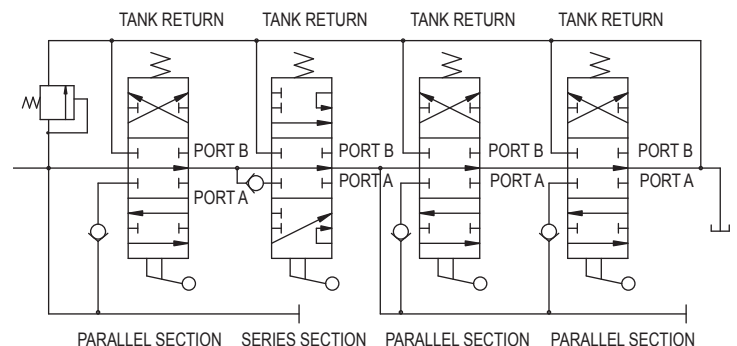 TANK RETURN TANK RETURN TANK RETURN TANK RETURN
PORT B PORT B PORT B PORT B
PORT A PORT A PORT A PORT A
PARALLEL SECTION SERIES SECTION PARALLEL SECTION PARALLEL SECTION